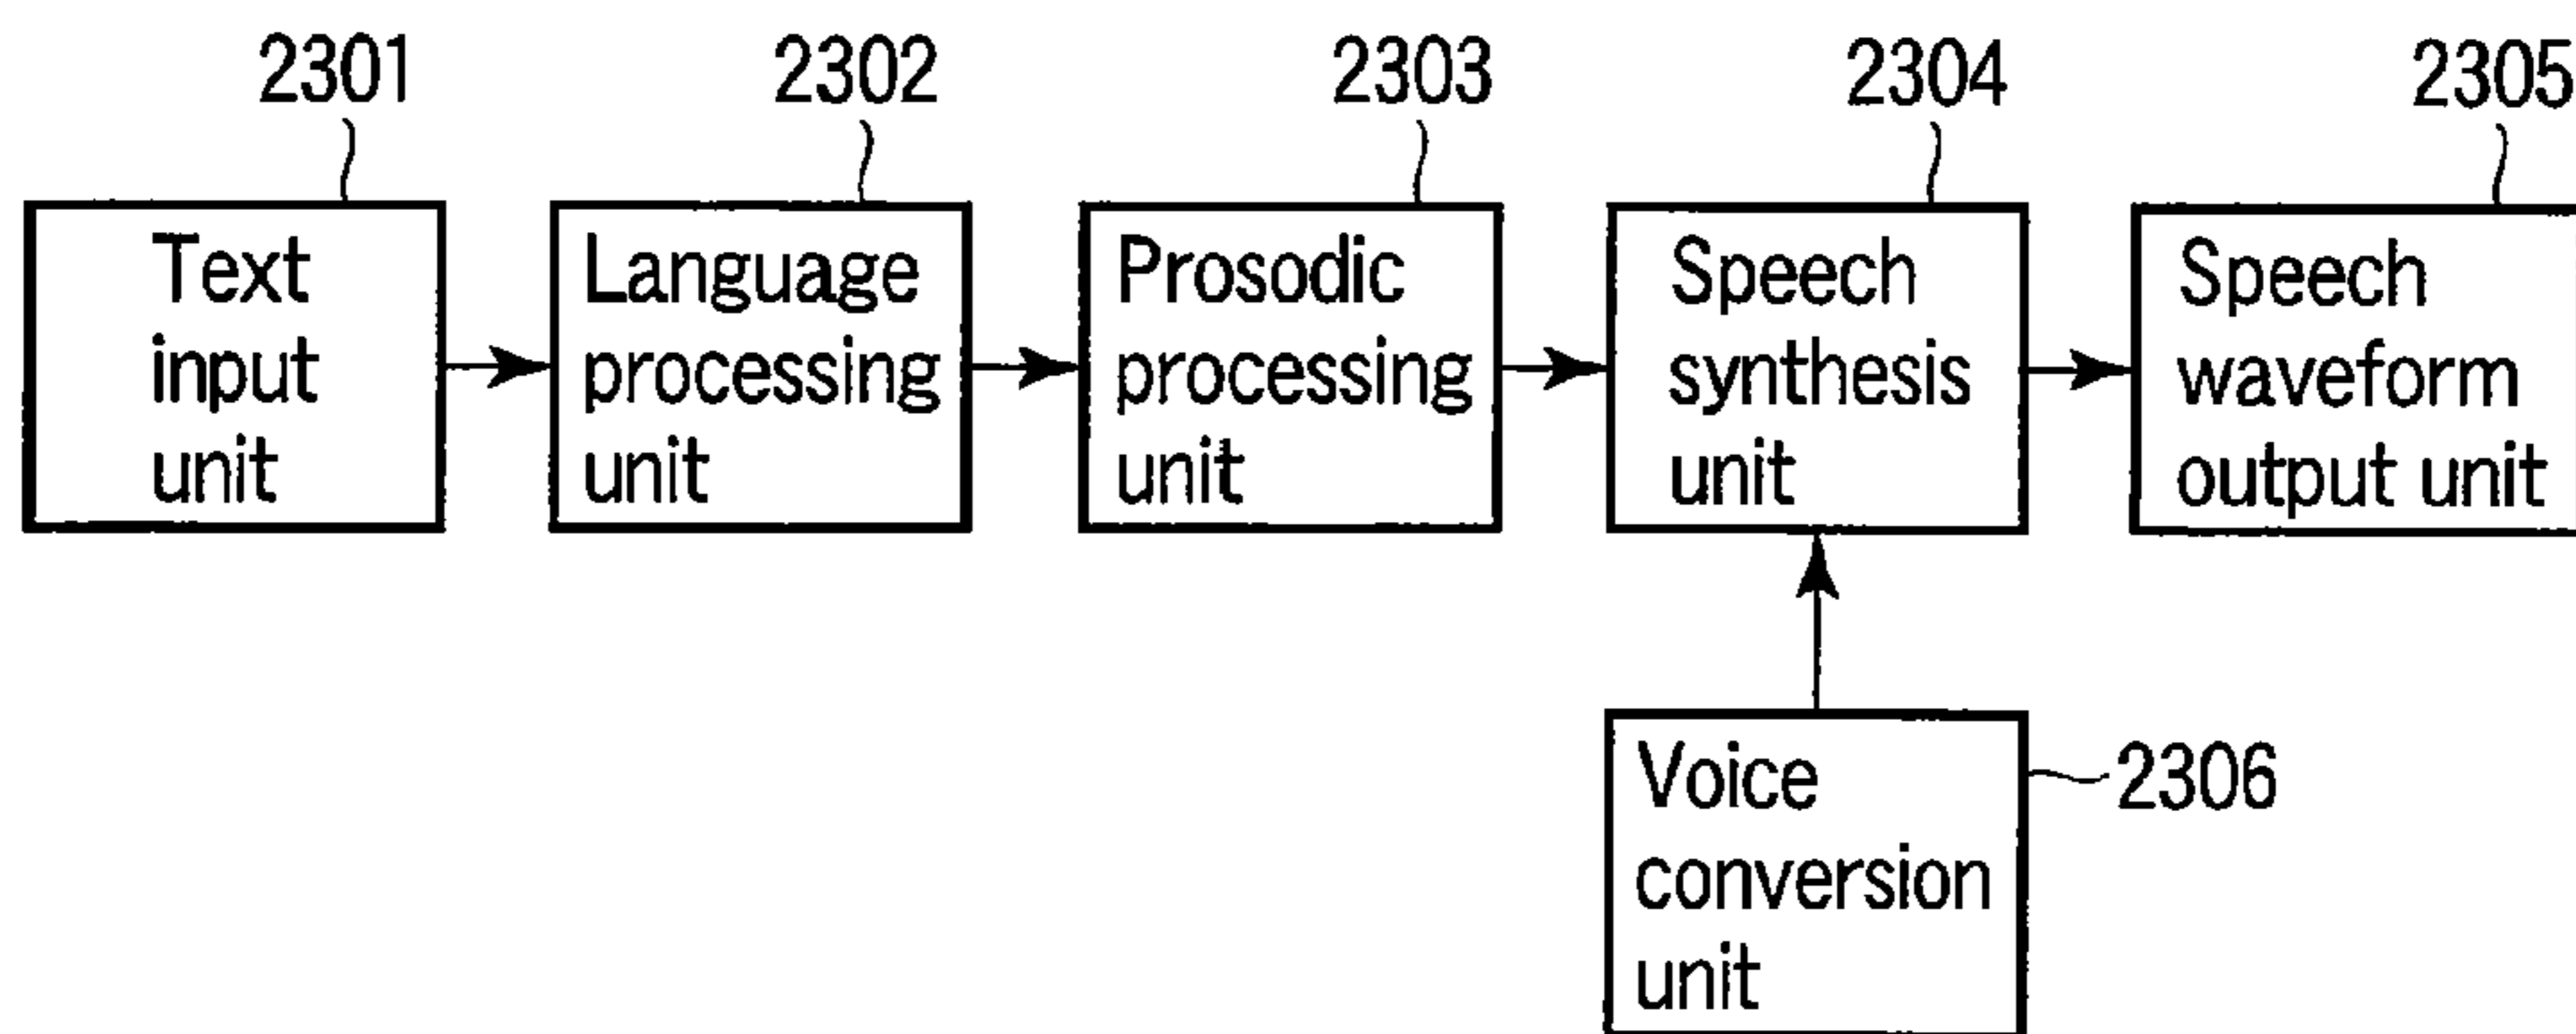 2301
2302
2303
2304
2305
Text
input
unit
Language
processing
unit
Prosodic
processing
unit
Speech
synthesis
unit
Speech
waveform
output unit
Voice
conversion
unit
2306